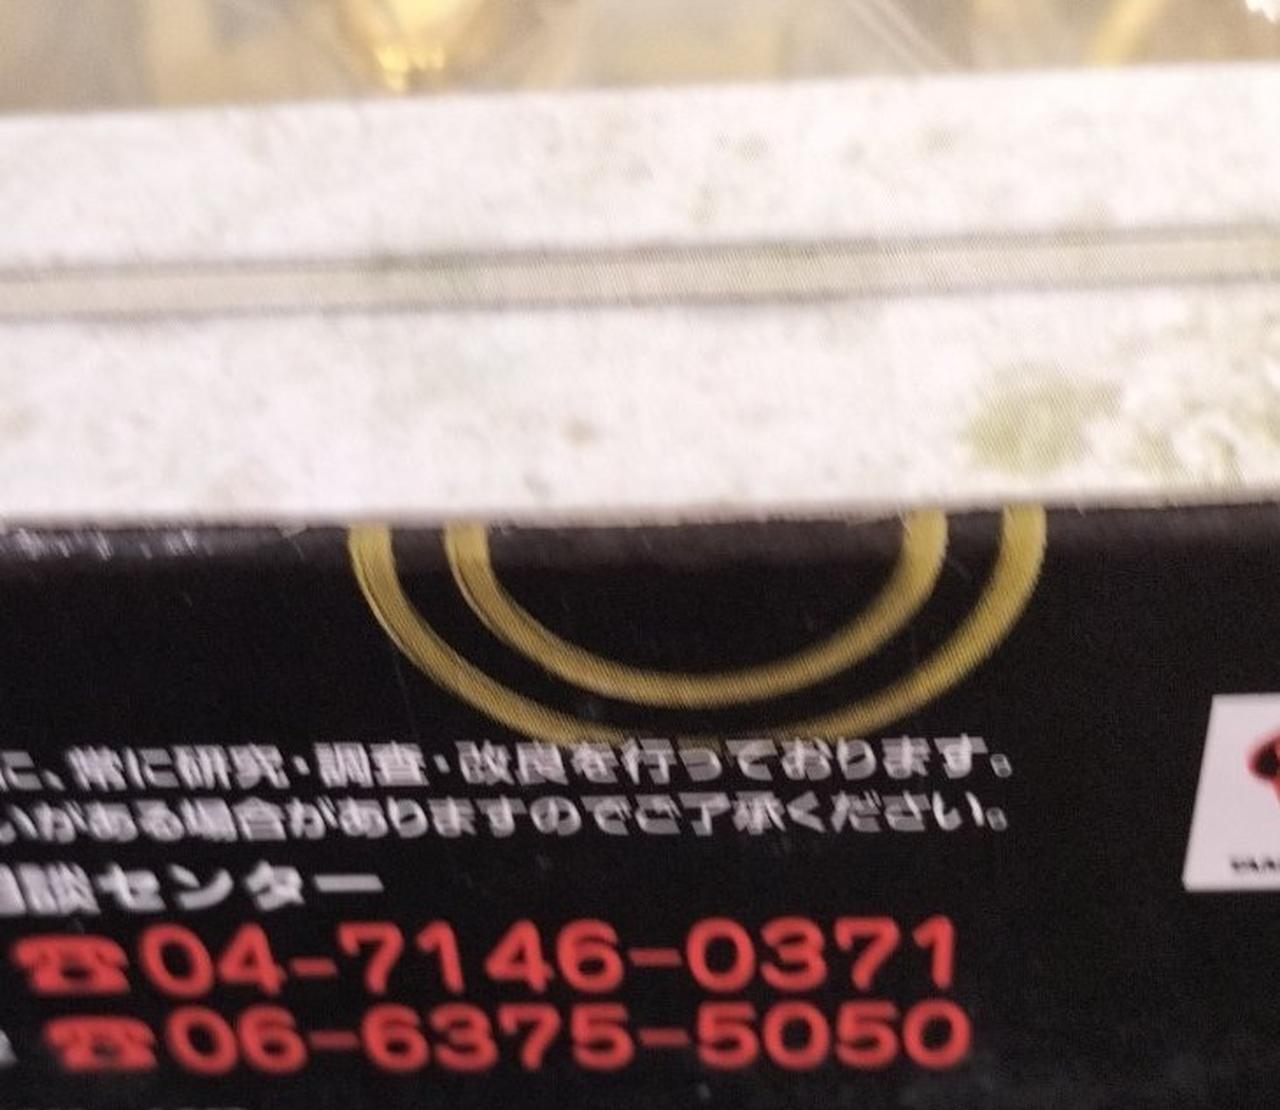 に、常に研究・調査・改良を行っております。
いがある場合がありますのでご了承ください。
相談センター
☎04-7146-0371
☎06-6375-5050